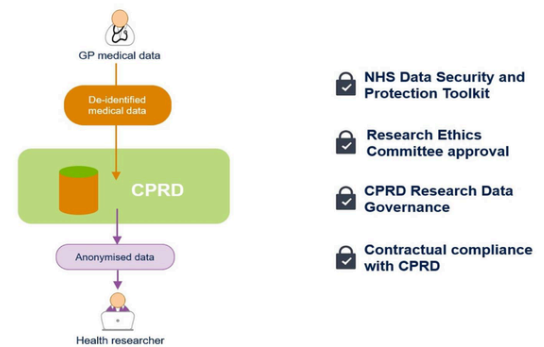 GP medical data
De-identified
medical data
CPRD
Anonymised data
Health researcher
NHS Data Security and
Protection Toolkit
Research Ethics
Committee approval
CPRD Research Data
Governance
Contractual compliance
with CPRD